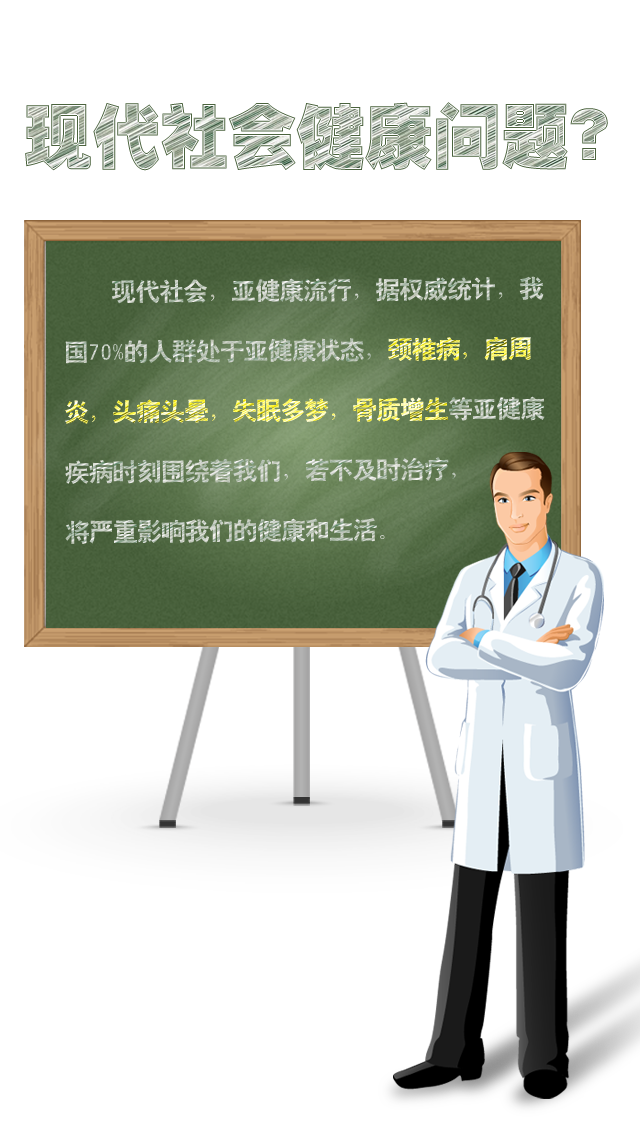 现代社会健康问题?
现代社会，亚健康流行，据权威统计，我
国70%的人群处于亚健康状态，颈椎病，肩周
炎，头痛头晕，失眠多梦，骨质增生等亚健康
疾病时刻围绕着我们，若不及时治疗，
将严重影响我们的健康和生活。